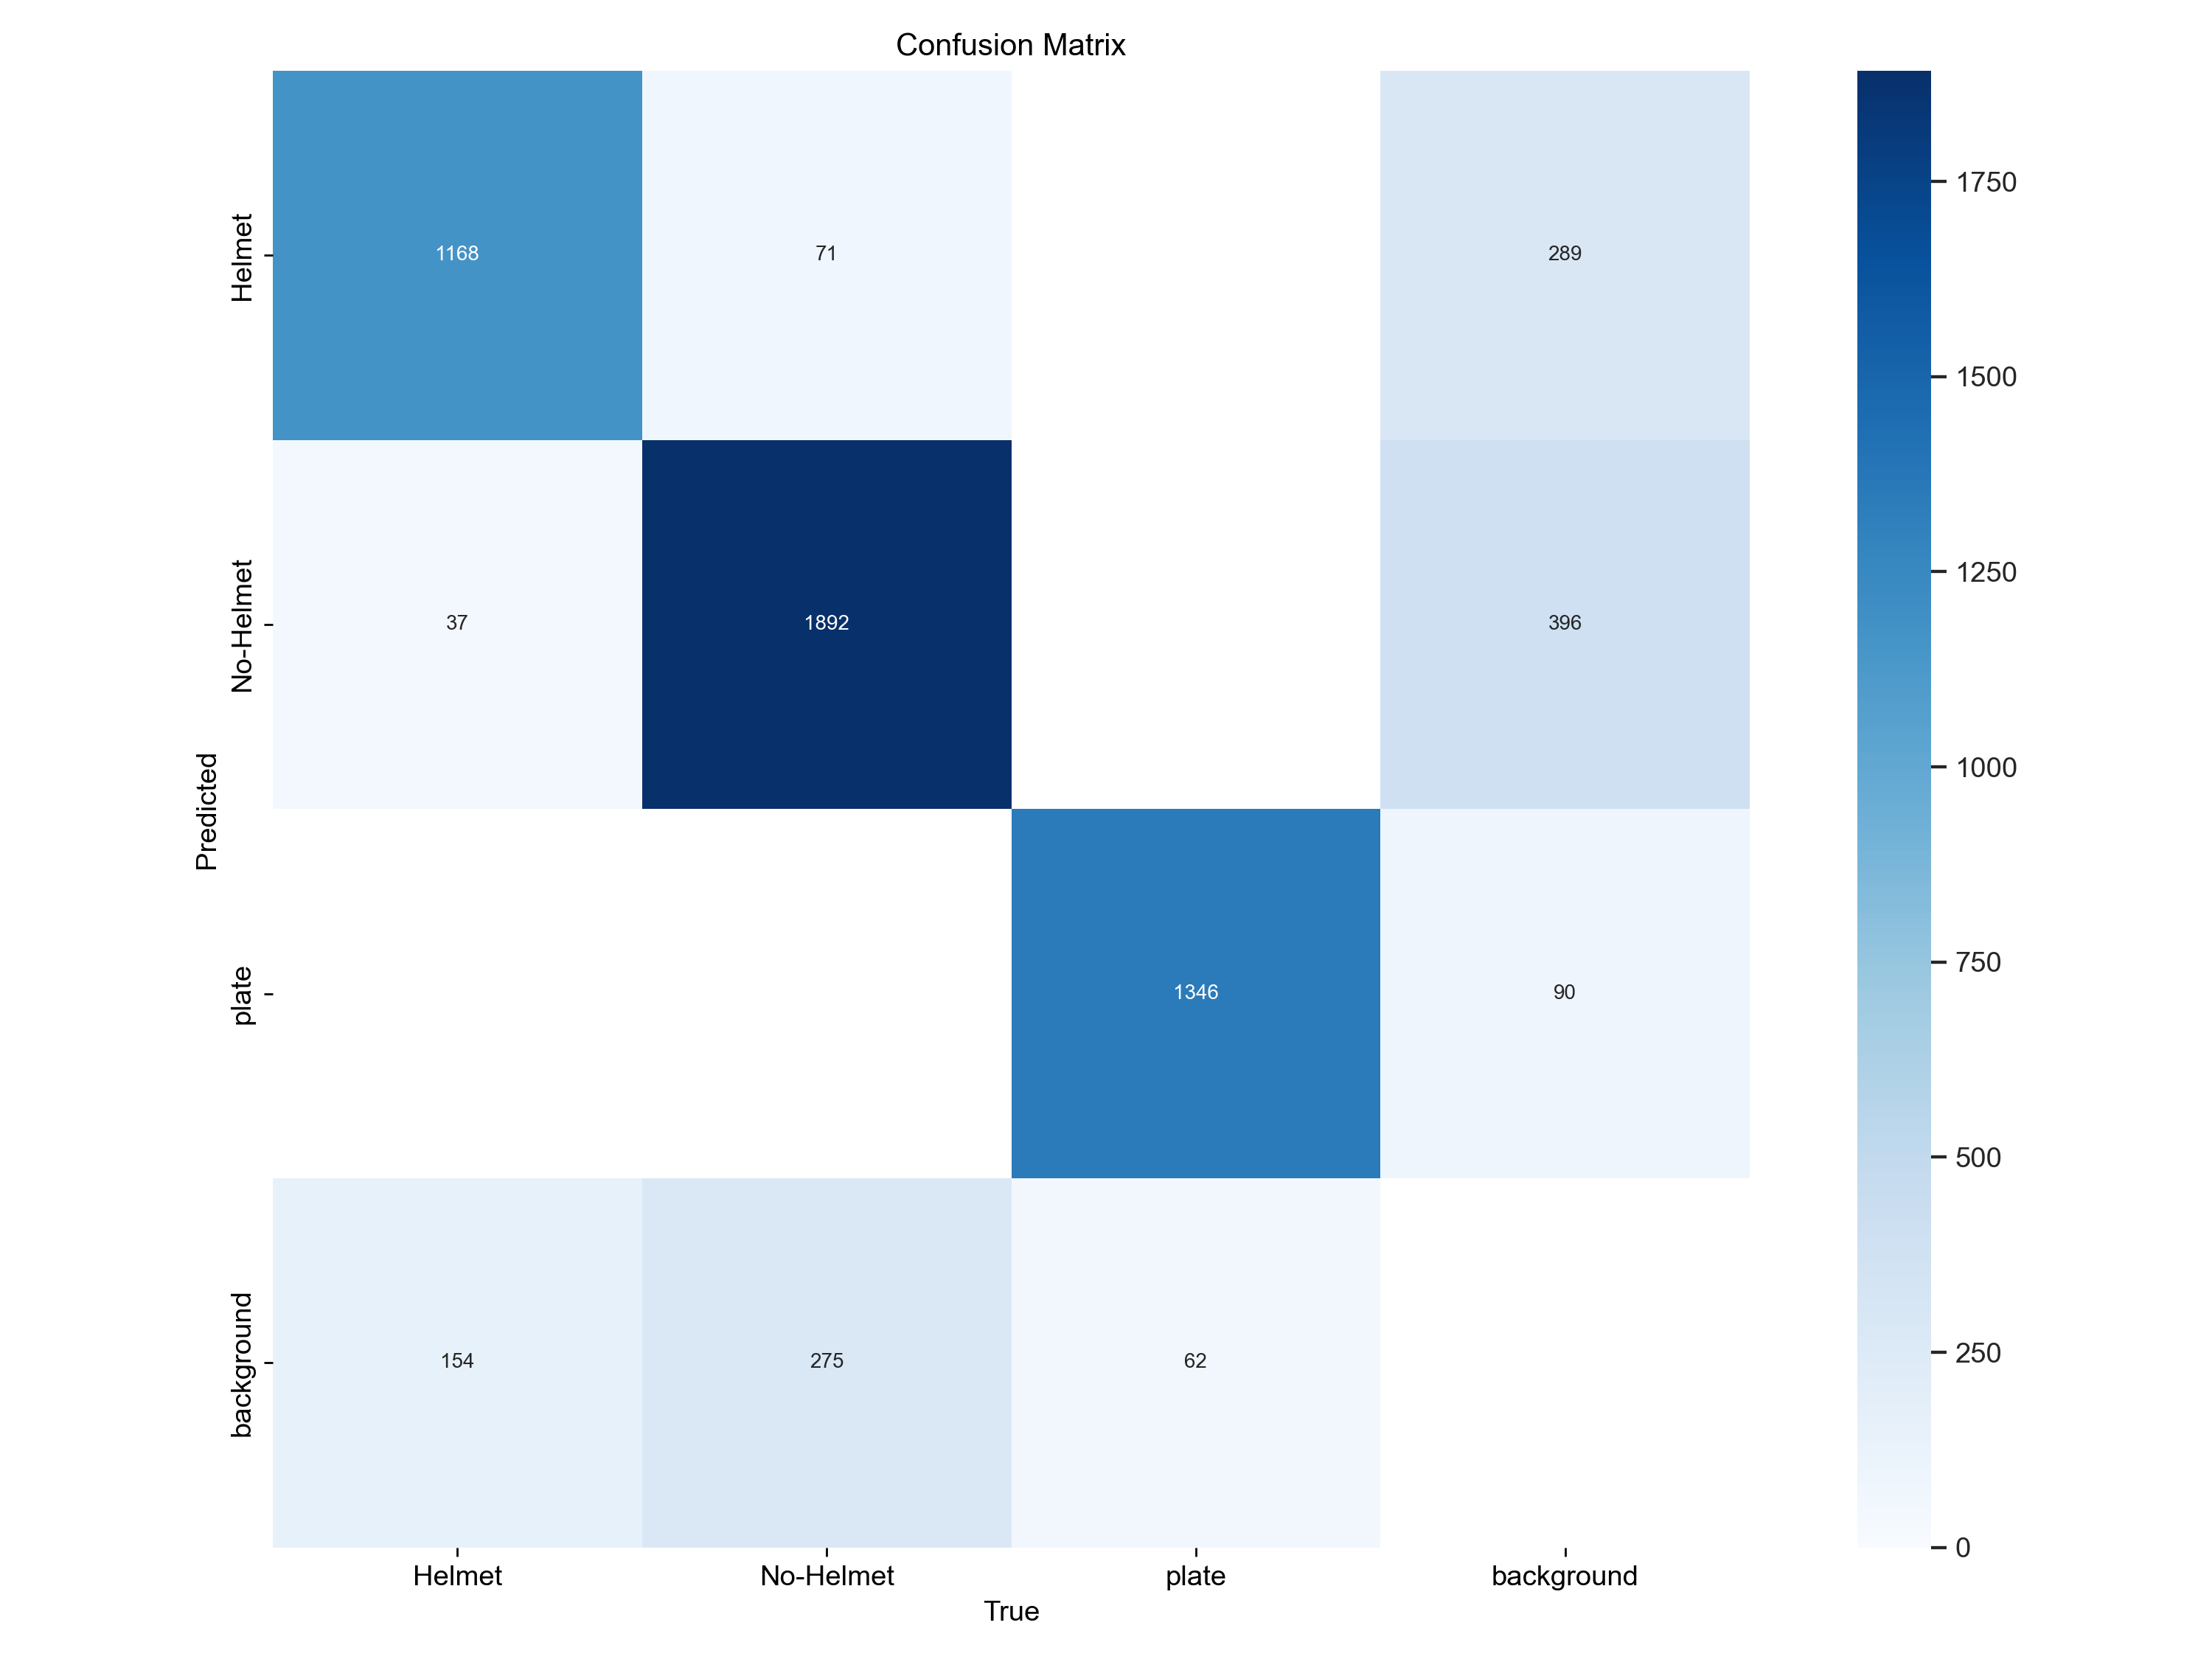 Confusion Matrix
Helmet
1168
71
289
No-Helmet
37
1892
396
plate
1346
90
background
154
275
62
Predicted
Helmet
No-Helmet
plate
background
True
1750
1500
1250
1000
750
500
250
0